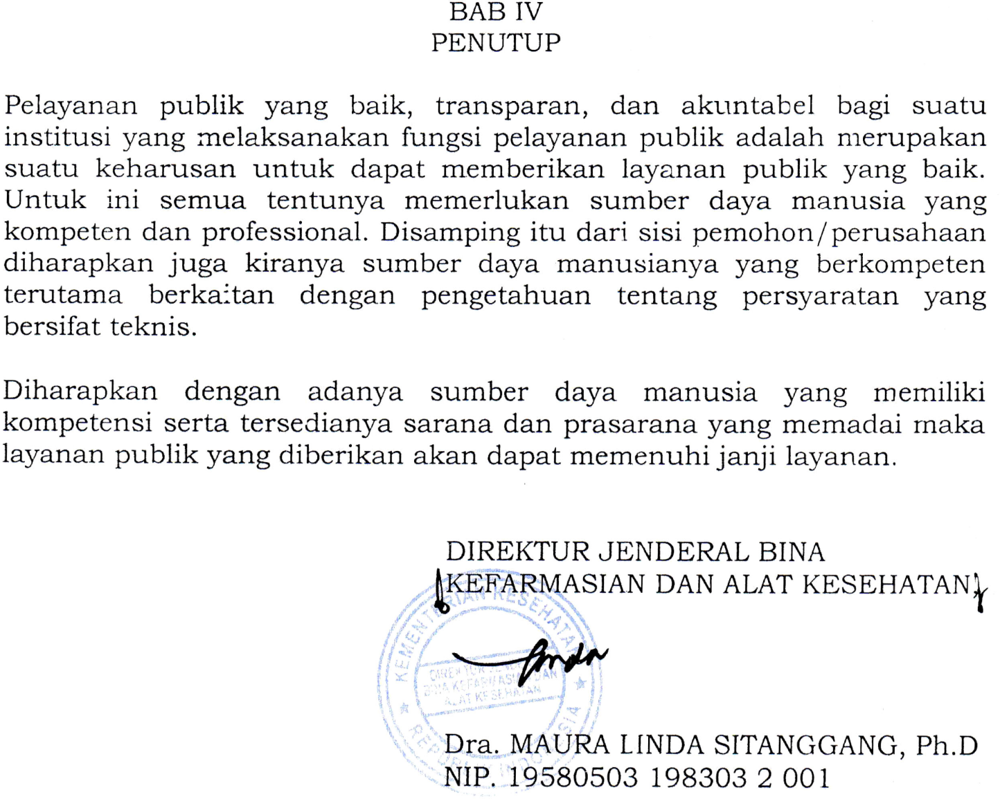 BAB IV
PENUTUP
Pelayanan publik yang baik, transparan, dan akuntabel bagi suatu
institusi yang melaksanakan fungsi pelayanan publik adalah merupakan
suatu keharusan untuk dapat memberikan layanan publik yang baik.
Untuk ini semua tentunya memerlukan sumber daya manusia yang
kompeten dan professional. Disamping itu dari sisi pemohon/perusahaan
diharapkan juga kiranya sumber daya manusianya yang berkompeten
terutama berkaitan dengan pengetahuan tentang persyaratan yang
bersifat teknis.
Diharapkan dengan adanya sumber daya manusia yang memiliki
kompetensi serta tersedianya sarana dan prasarana yang memadai maka
layanan publik yang diberikan akan dapat memenuhi janji layanan.
DIREKTUR JENDERAL BINA
KEFARMASIAN DAN ALAT KESEHATAN
KEMENTERIAN KESEHATAN
DIREKTUR JENDERAL
BINA KEFARMASIAN DAN
ALAT KESEHATAN
REPUBLIK INDONESIA
Dra. MAURA LINDA SITANGGANG, Ph.D
NIP. 19580503 198303 2 001